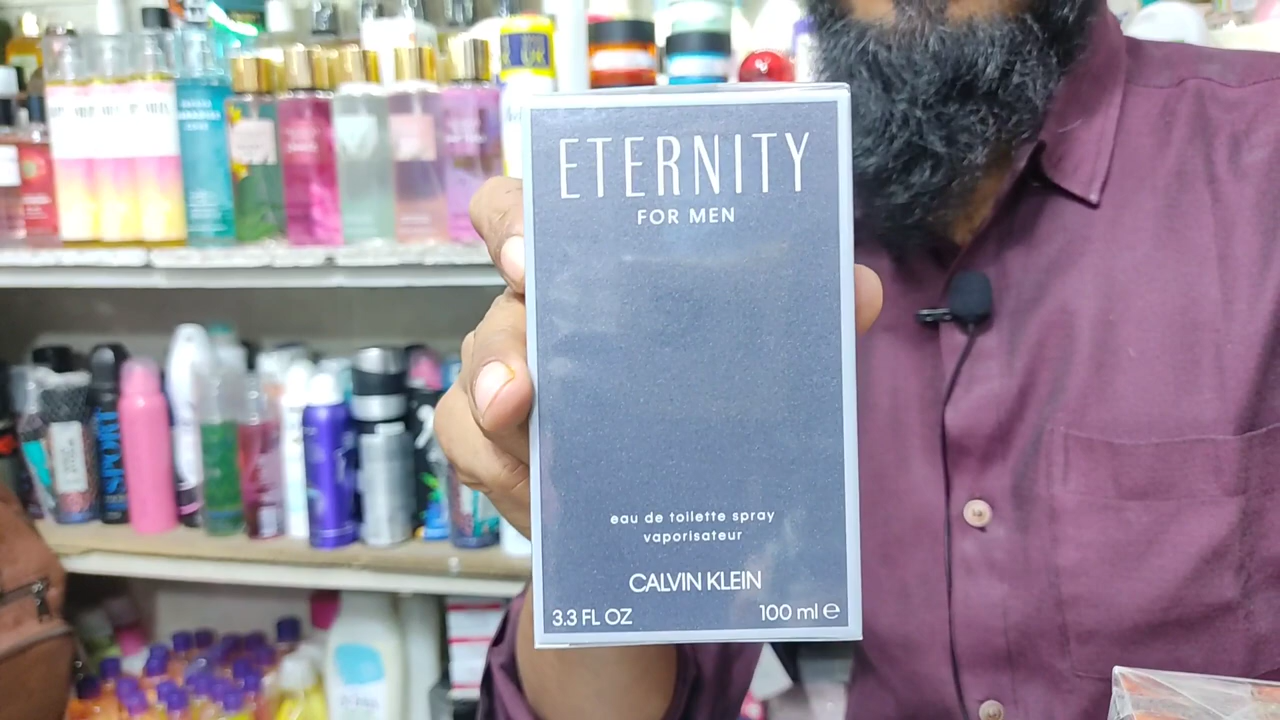 ETERNITY
FOR MEN
eau de toilette spray
vaporisateur
CALVIN KLEIN
3.3 FL OZ
100 ml ℮